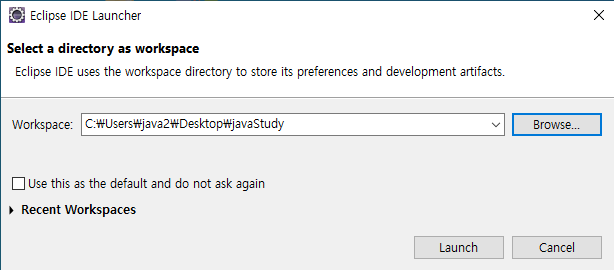 Eclipse IDE Launcher
Select a directory as workspace
Eclipse IDE uses the workspace directory to store its preferences and development artifacts.
Workspace: C:₩Users₩java2₩Desktop₩javaStudy Browse...
Use this as the default and do not ask again
Recent Workspaces
Launch Cancel